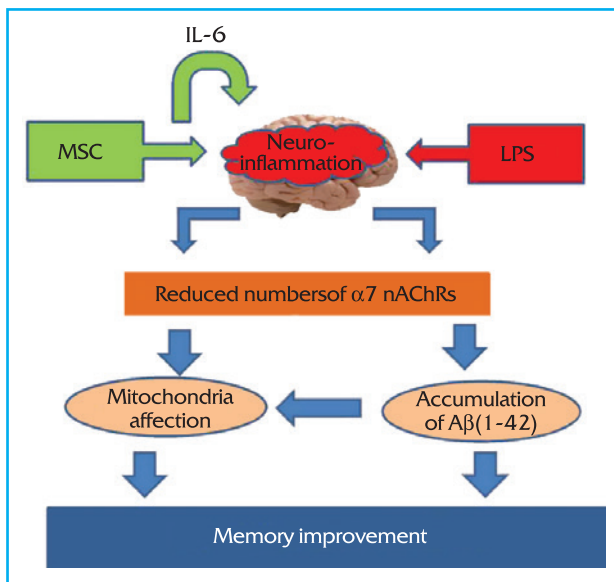 IL-6
MSC
Neuro-
inflammation
LPS
Reduced numbersof α7 nAChRs
Mitochondria
affection
Accumulation
of Aβ(1-42)
Memory improvement